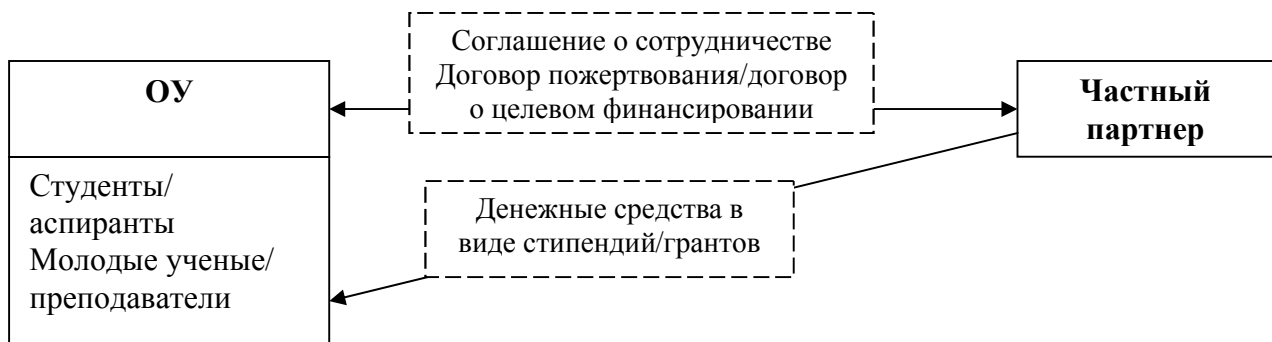 Соглашение о сотрудничестве
Договор пожертвования/договор
о целевом финансировании
ОУ
Частный
партнер
Студенты/
аспиранты
Молодые ученые/
преподаватели
Денежные средства в
виде стипендий/грантов